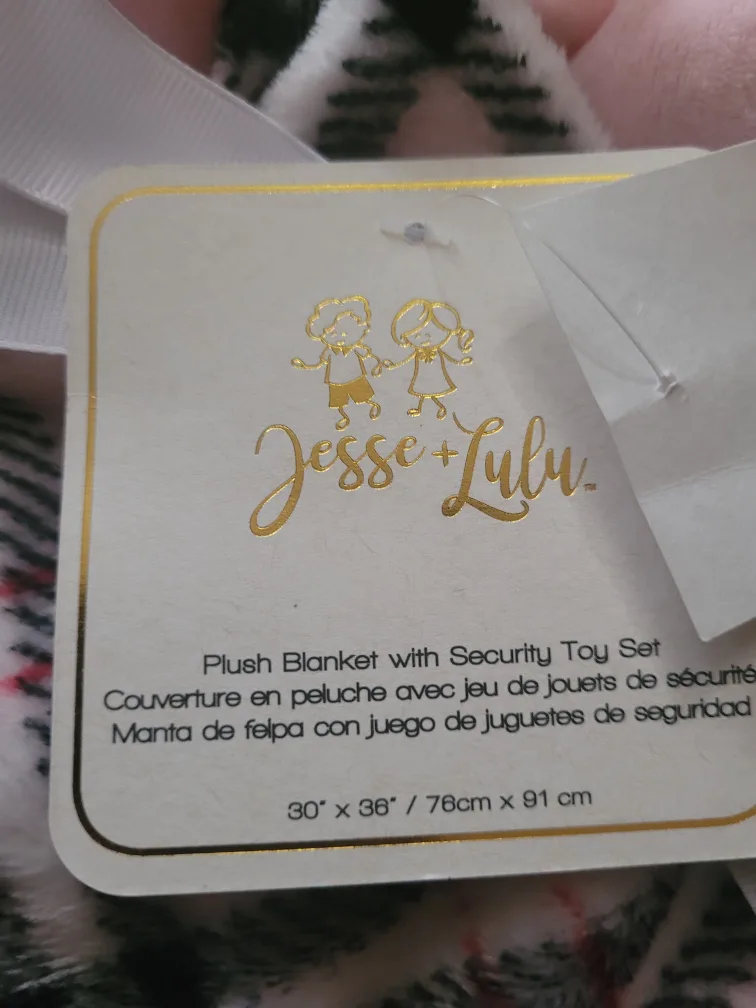 Jesse + Lulu™
Plush Blanket with Security Toy Set
Couverture en peluche avec jeu de jouets de sécurité
Manta de felpa con juego de juguetes de seguridad
30" x 36" / 76cm x 91 cm